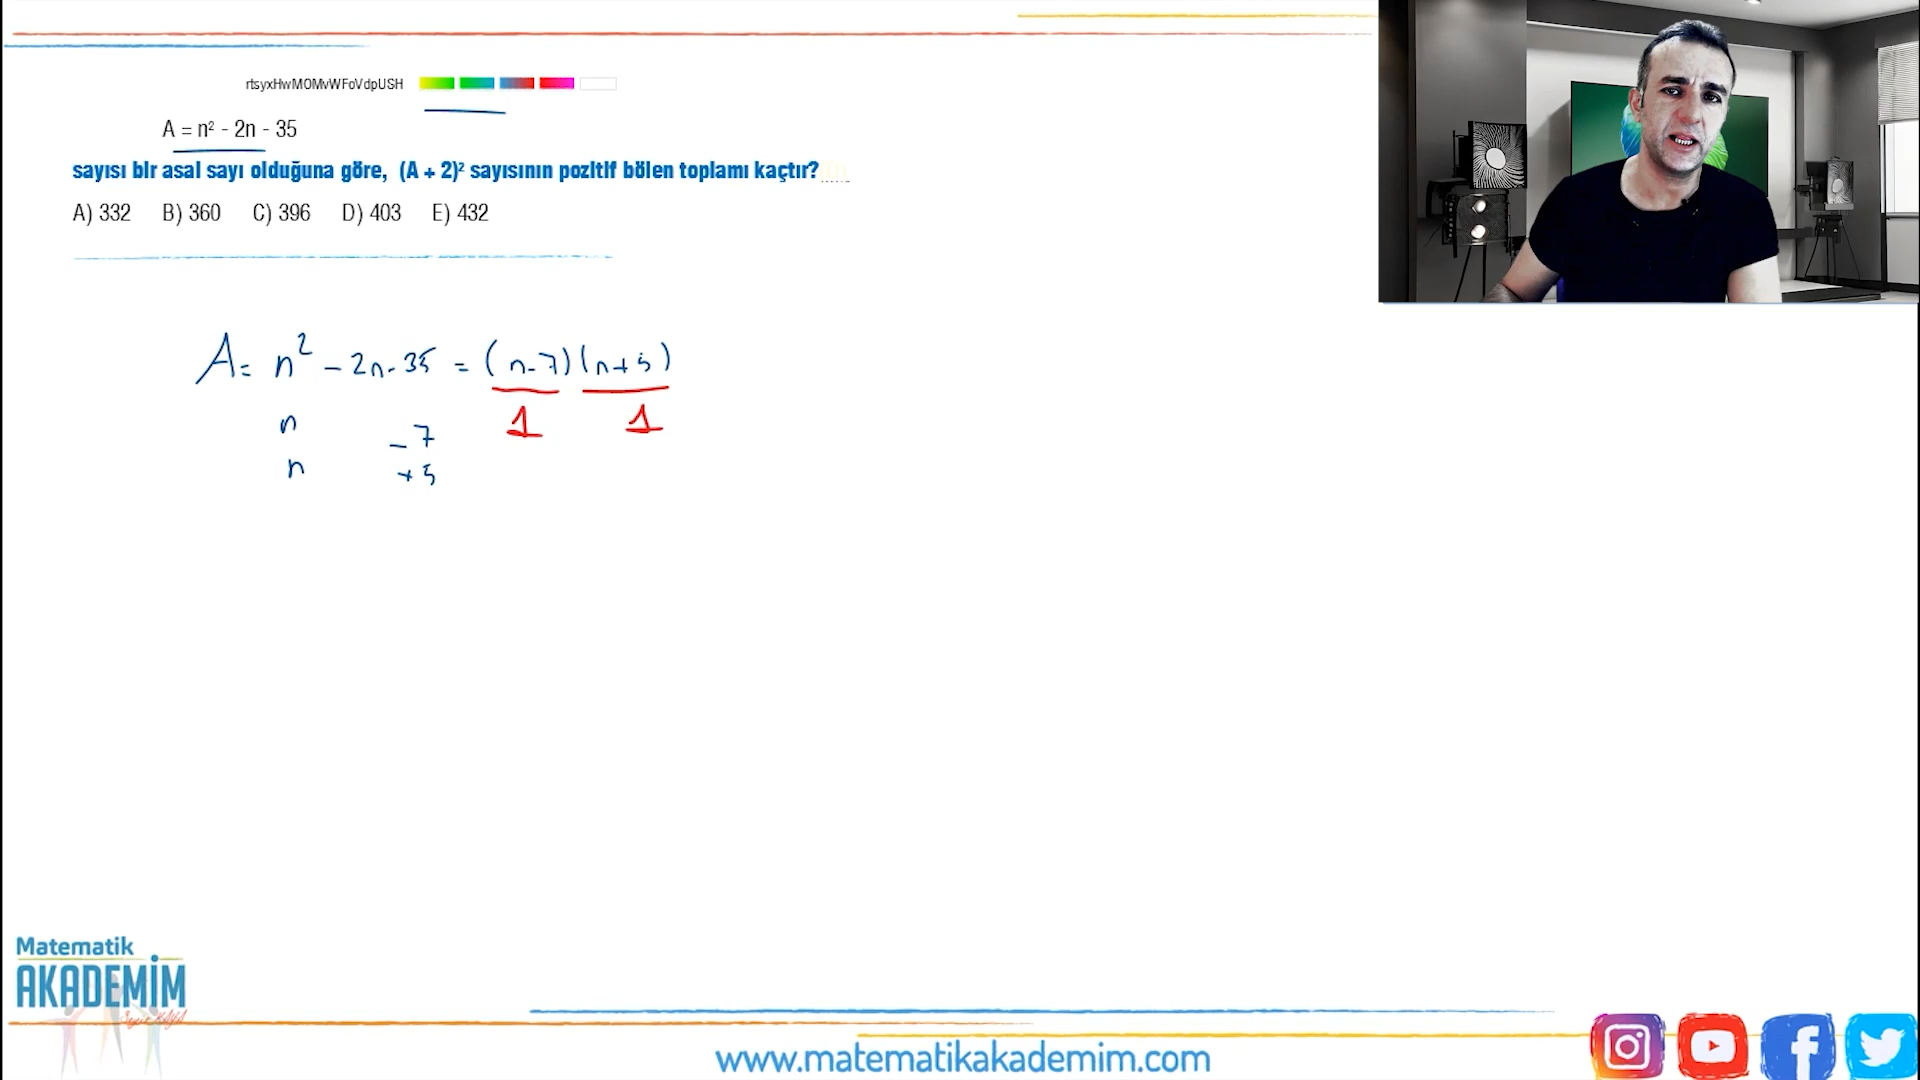 rtsyxHwMOMvWFoVdpUSH
A = n² - 2n - 35
sayısı bir asal sayı olduğuna göre, (A + 2)² sayısının pozitif bölen toplamı kaçtır?
A) 332 B) 360 C) 396 D) 403 E) 432
A = n² - 2n - 35 = (n - 7)(n + 5)
1 1
n - 7
n + 5
Matematik
AKADEMİM
www.matematikakademim.com